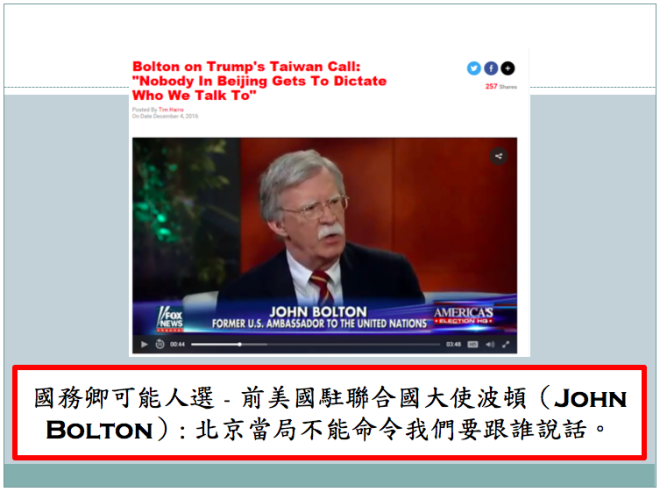 Bolton on Trump's Taiwan Call:
"Nobody In Beijing Gets To Dictate
Who We Talk To"
257 Shares
Posted By Tim Hains
On Date December 4, 2016
FOX
NEWS
channel
JOHN BOLTON
FORMER U.S. AMBASSADOR TO THE UNITED NATIONS
AMERICA'S
ELECTION HQ
00:44
03:48
國務卿可能人選 - 前美國駐聯合國大使波頓（JOHN
BOLTON）: 北京當局不能命令我們要跟誰說話。